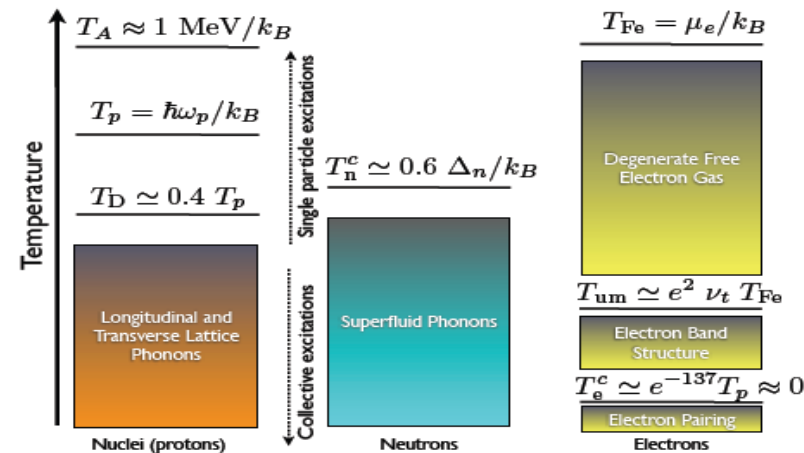 Temperature
T_A ≈ 1 MeV/k_B
T_p = ℏω_p/k_B
T_D ≃ 0.4 T_p
Longitudinal and
Transverse Lattice
Phonons
Nuclei (protons)
Single particle excitations
Collective excitations
T_n^c ≃ 0.6 Δ_n/k_B
Superfluid Phonons
Neutrons
T_Fe = μ_e/k_B
Degenerate Free
Electron Gas
T_um ≃ e^2 ν_t T_Fe
Electron Band
Structure
T_e^c ≃ e^{-137} T_p ≈ 0
Electron Pairing
Electrons